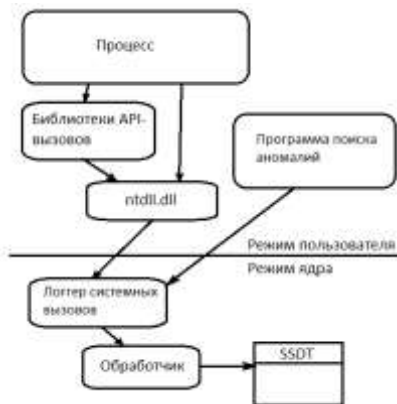 Процесс
Библиотеки API-
вызовов
Программа поиска
аномалий
ntdll.dll
Режим пользователя
Режим ядра
Логгер системных
вызовов
Обработчик
SSDT